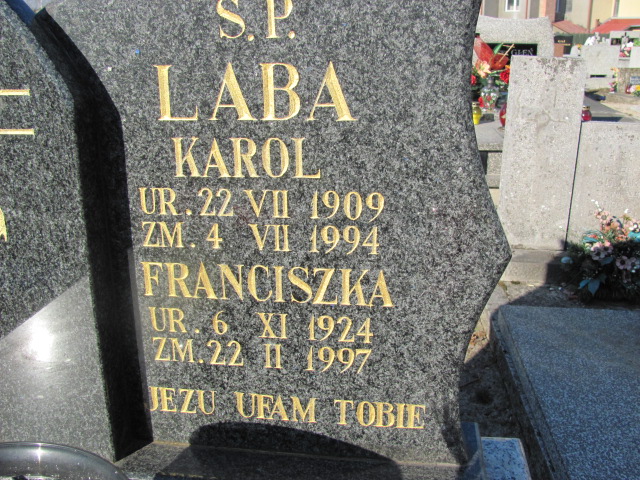 Ś.P.
LABA
KAROL
UR. 22 VII 1909
ZM. 4 VII 1994
FRANCISZKA
UR. 6 XI 1924
ZM. 22 II 1997
JEZU UFAM TOBIE
GLEŃ